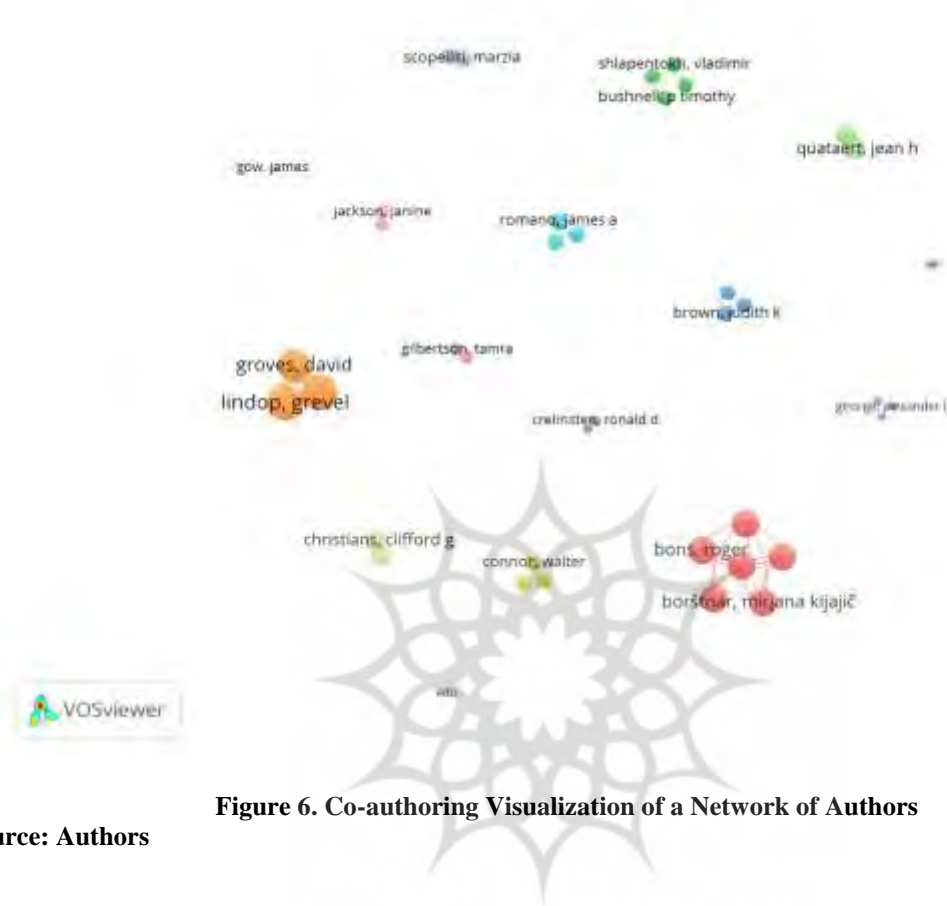 scopelliti, marzia
shlapentokh, vladimir
bushnell, p timothy
quataert, jean h
gow, james
jackson, janine
romano, james a
brown, judith k
gilbertson, tamra
groves, david
lindop, grevel
crelinsten, ronald d
christians, clifford g
connor, walter
bons, roger
borštnar, mirjana kijajič
VOSviewer
Figure 6. Co-authoring Visualization of a Network of Authors
urce: Authors